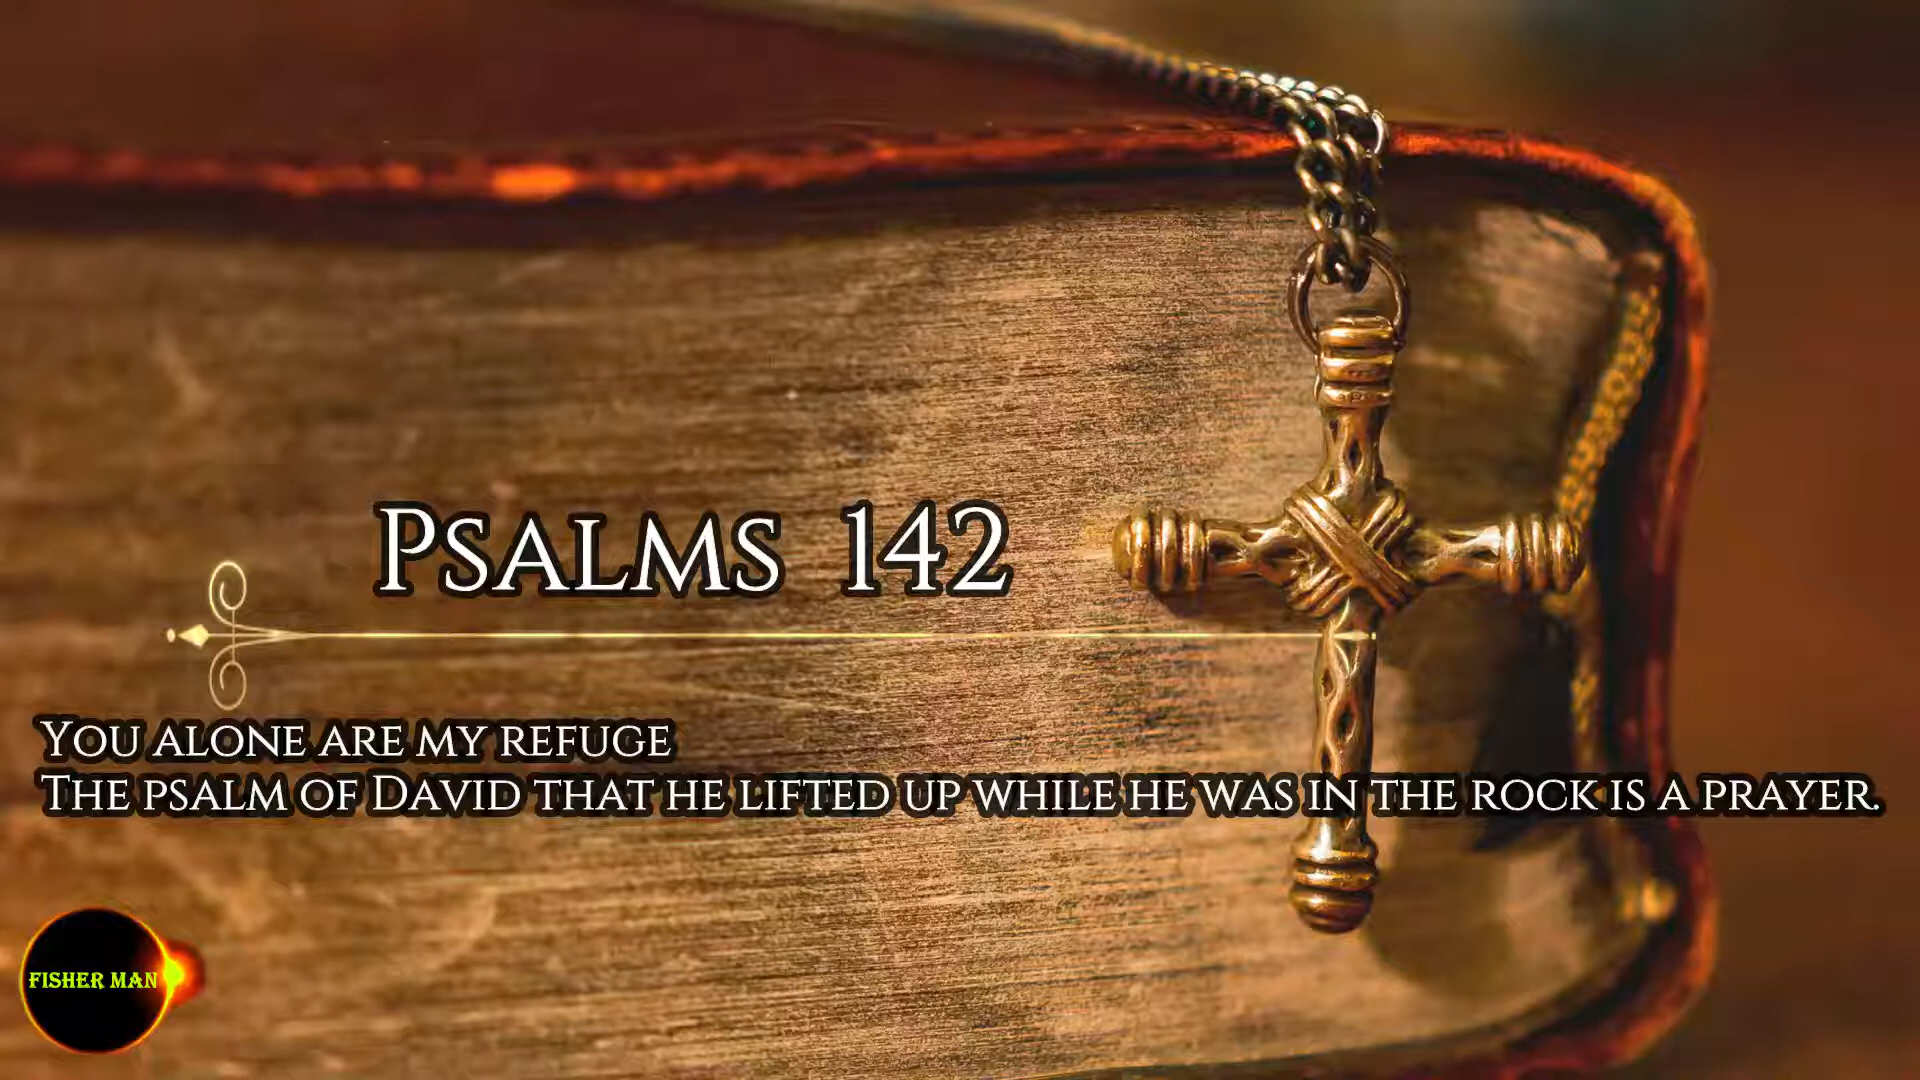 Psalms 142
You alone are my refuge
The psalm of David that he lifted up while he was in the rock is a prayer.
FISHER MAN